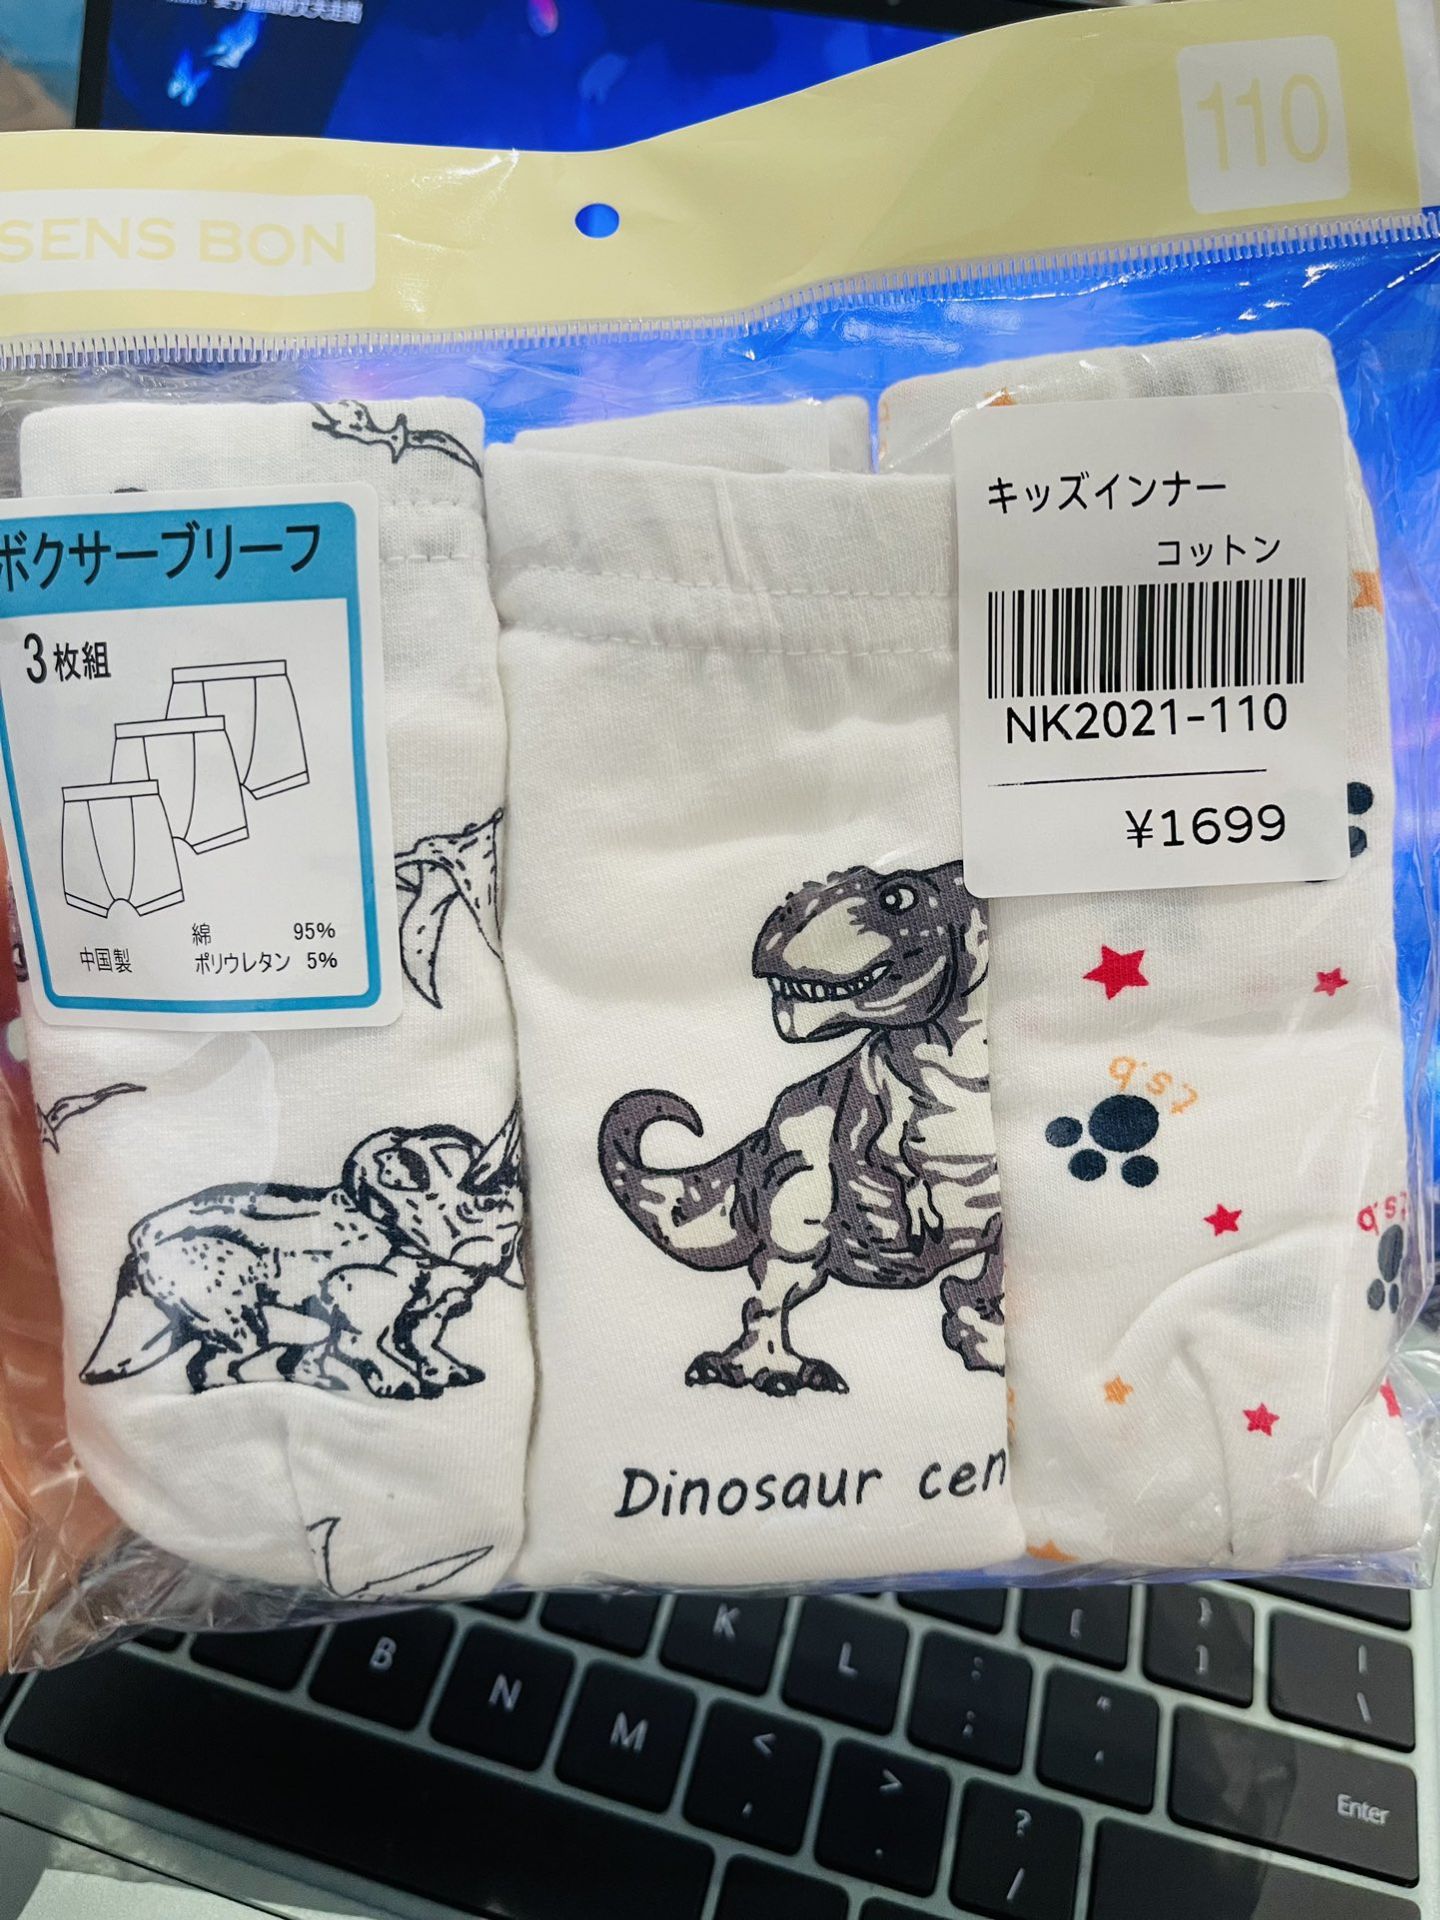 110
SENS BON
ボクサーブリーフ
3枚組
綿 95%
中国製 ポリウレタン 5%
キッズインナー
コットン
NK2021-110
¥1699
Dinosaur cen
t.s.b
t.s.b
K
L
: ;
{ [
} ]
| \
B
N
M
< ,
> .
? /
" '
Enter